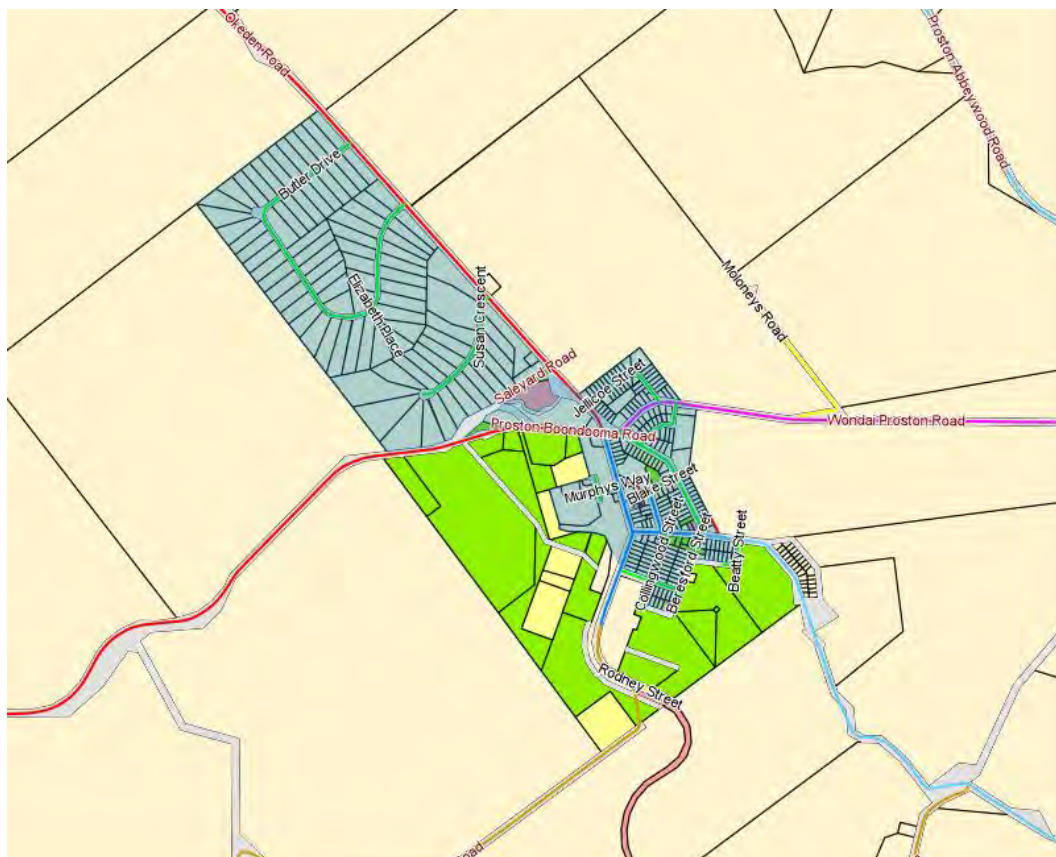 Okeden Road
Proston Abbeywood Road
Butler Drive
Elizabeth Place
Susan Crescent
Moloneys Road
Saleyard Road
Jellicoe Street
Proston Boondooma Road
Wondai Proston Road
Murphys Way
Blake Street
Collingwood Street
Beresford Street
Beatty Street
Rodney Street
Road